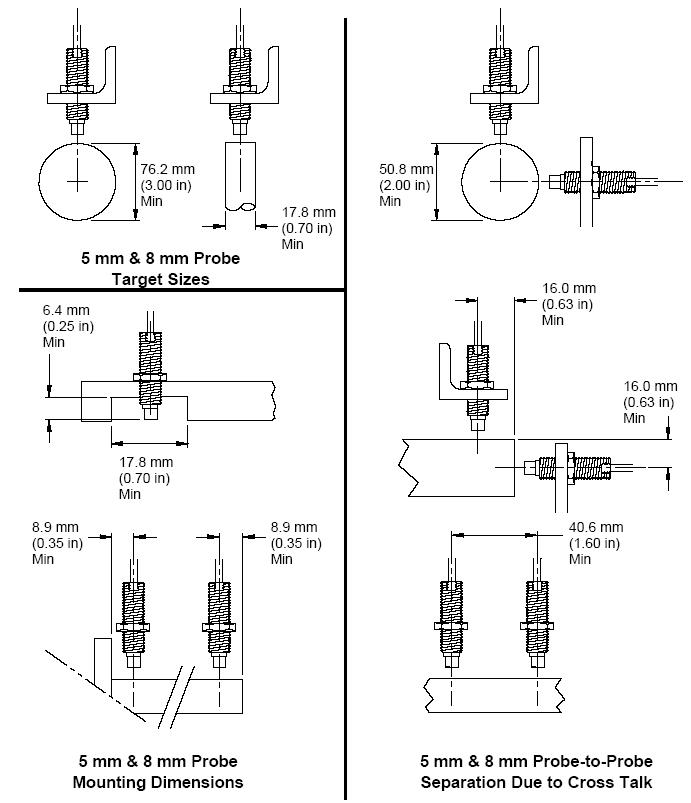 76.2 mm
(3.00 in)
Min
17.8 mm
(0.70 in)
Min
5 mm & 8 mm Probe
Target Sizes
6.4 mm
(0.25 in)
Min
17.8 mm
(0.70 in)
Min
8.9 mm
(0.35 in)
Min
8.9 mm
(0.35 in)
Min
5 mm & 8 mm Probe
Mounting Dimensions
50.8 mm
(2.00 in)
Min
16.0 mm
(0.63 in)
Min
16.0 mm
(0.63 in)
Min
40.6 mm
(1.60 in)
Min
5 mm & 8 mm Probe-to-Probe
Separation Due to Cross Talk